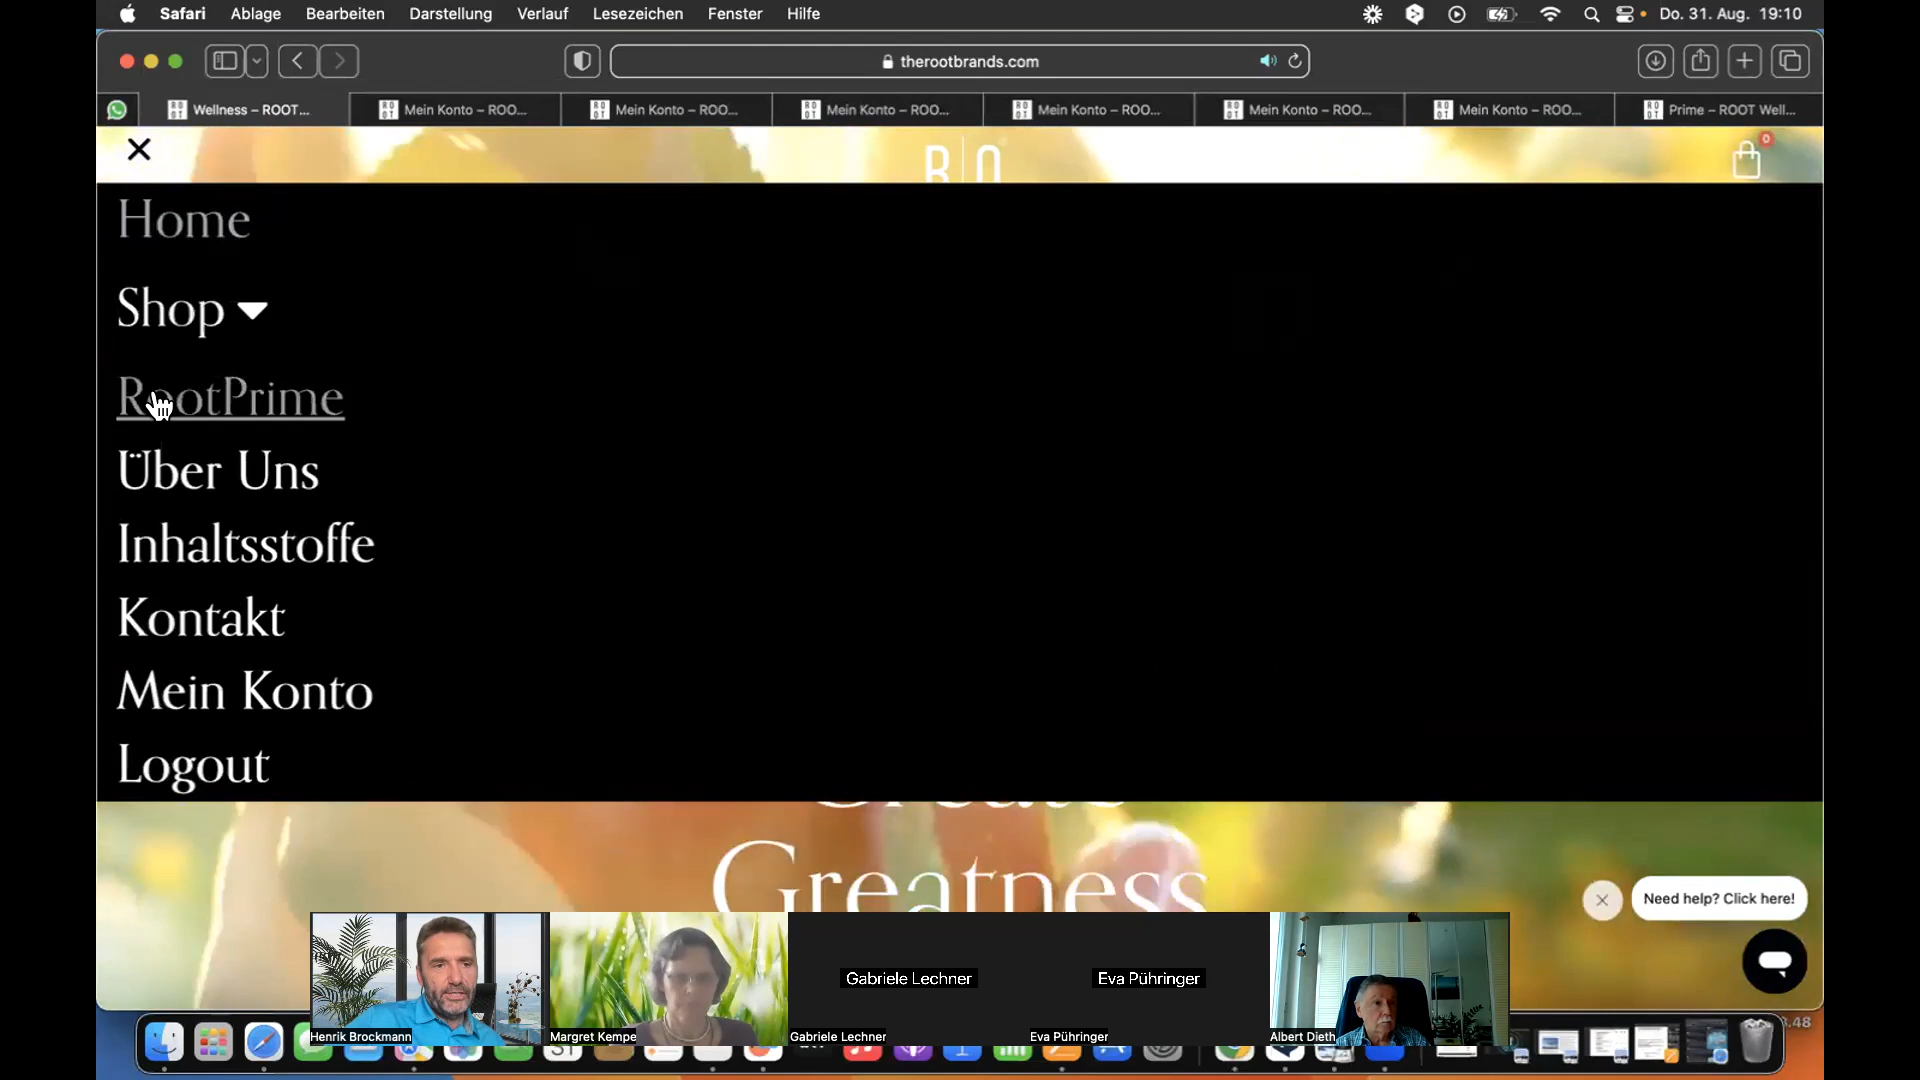 Safari Ablage Bearbeiten Darstellung Verlauf Lesezeichen Fenster Hilfe Do. 31. Aug. 19:10
therootbrands.com
Wellness – ROOT... Mein Konto – ROO... Mein Konto – ROO... Mein Konto – ROO... Mein Konto – ROO... Mein Konto – ROO... Mein Konto – ROO... Prime – ROOT Well...
R O
0
Home
Shop
RootPrime
Über Uns
Inhaltsstoffe
Kontakt
Mein Konto
Logout
Create
Greatness
Need help? Click here!
Gabriele Lechner
Eva Pühringer
Henrik Brockmann
Margret Kempe
Gabriele Lechner
Eva Pühringer
Albert Dieth